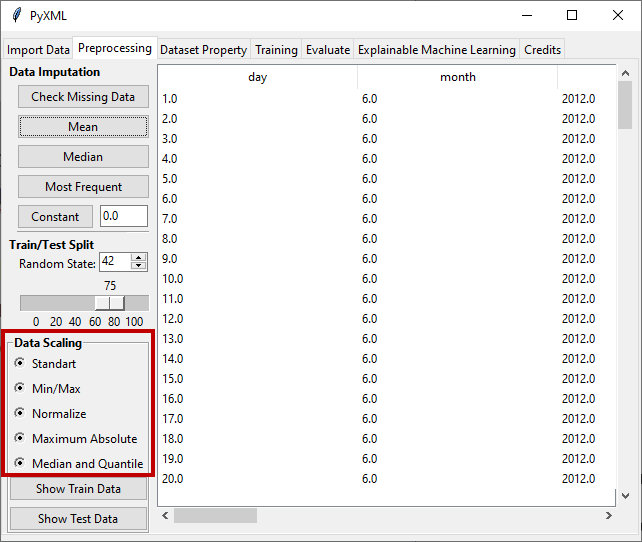 PyXML
Import Data Preprocessing Dataset Property Training Evaluate Explainable Machine Learning Credits
Data Imputation
Check Missing Data
Mean
Median
Most Frequent
Constant 0.0
Train/Test Split
Random State: 42
75
0 20 40 60 80 100
Data Scaling
Standart
Min/Max
Normalize
Maximum Absolute
Median and Quantile
Show Train Data
Show Test Data
day month
1.0 6.0 2012.0
2.0 6.0 2012.0
3.0 6.0 2012.0
4.0 6.0 2012.0
5.0 6.0 2012.0
6.0 6.0 2012.0
7.0 6.0 2012.0
8.0 6.0 2012.0
9.0 6.0 2012.0
10.0 6.0 2012.0
11.0 6.0 2012.0
12.0 6.0 2012.0
13.0 6.0 2012.0
14.0 6.0 2012.0
15.0 6.0 2012.0
16.0 6.0 2012.0
17.0 6.0 2012.0
18.0 6.0 2012.0
19.0 6.0 2012.0
20.0 6.0 2012.0